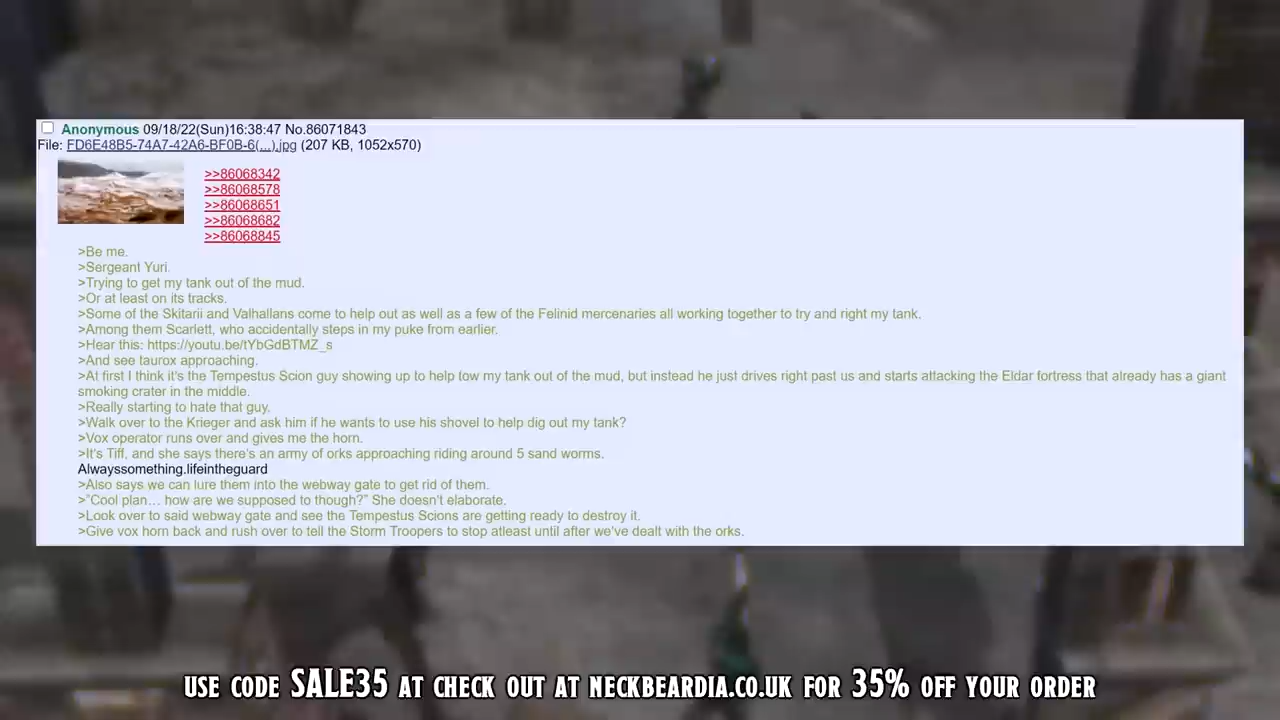 Anonymous 09/18/22(Sun)16:38:47 No.86071843
File: FD6E48B5-74A7-42A6-BF0B-6(...).jpg (207 KB, 1052x570)
>>86068342
>>86068578
>>86068651
>>86068682
>>86068845
>Be me.
>Sergeant Yuri.
>Trying to get my tank out of the mud.
>Or at least on its tracks.
>Some of the Skitarii and Valhallans come to help out as well as a few of the Felinid mercenaries all working together to try and right my tank.
>Among them Scarlett, who accidentally steps in my puke from earlier.
>Hear this: https://youtu.be/tYbGdBTMZ_s
>And see taurox approaching.
>At first I think it's the Tempestus Scion guy showing up to help tow my tank out of the mud, but instead he just drives right past us and starts attacking the Eldar fortress that already has a giant
smoking crater in the middle.
>Really starting to hate that guy.
>Walk over to the Krieger and ask him if he wants to use his shovel to help dig out my tank?
>Vox operator runs over and gives me the horn.
>It's Tiff, and she says there's an army of orks approaching riding around 5 sand worms.
Alwayssomething.lifeintheguard
>Also says we can lure them into the webway gate to get rid of them.
>"Cool plan… how are we supposed to though?" She doesn't elaborate.
>Look over to said webway gate and see the Tempestus Scions are getting ready to destroy it.
>Give vox horn back and rush over to tell the Storm Troopers to stop atleast until after we've dealt with the orks.
USE CODE SALE35 AT CHECK OUT AT NECKBEARDIA.CO.UK FOR 35% OFF YOUR ORDER